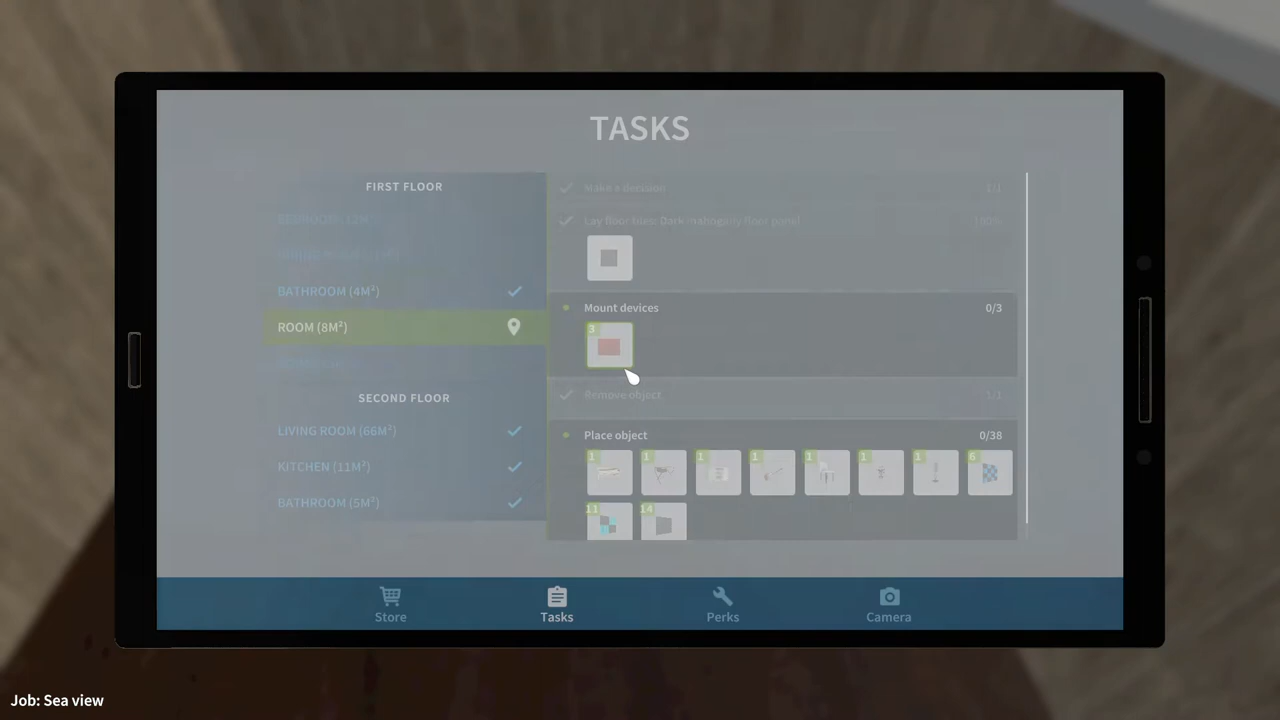 TASKS
FIRST FLOOR
BATHROOM (4M²)
ROOM (8M²)
SECOND FLOOR
LIVING ROOM (66M²)
KITCHEN (11M²)
BATHROOM (5M²)
Make a decision 1/1
Lay floor tiles: Dark mahogany floor panel 100%
Mount devices 0/3
3
Remove object 1/1
Place object 0/38
1 1 1 1 1 1 1 6
11 14
Store Tasks Perks Camera
Job: Sea view